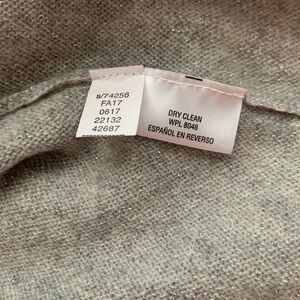 s/74256
FA17
0617
22132
42687
DRY CLEAN
WPL 8046
ESPAÑOL EN REVERSO